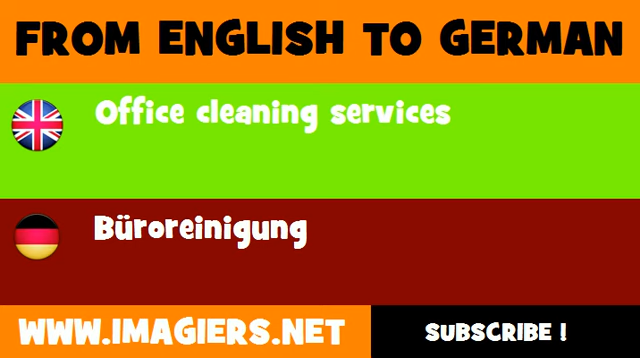 FROM ENGLISH TO GERMAN
Office cleaning services
Büroreinigung
WWW.IMAGIERS.NET
SUBSCRIBE !